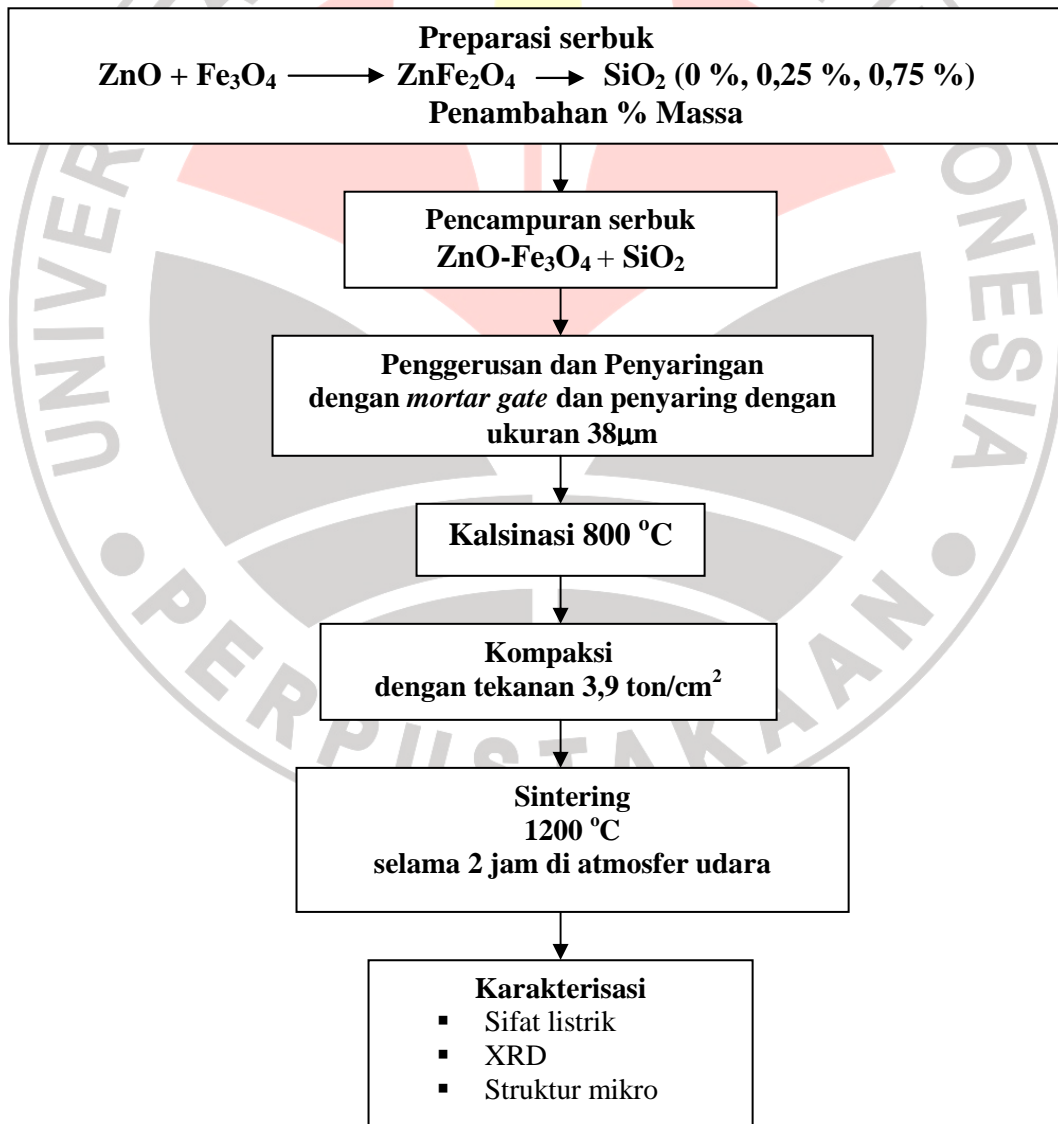 Preparasi serbuk
ZnO + Fe₃O₄ ⟶ ZnFe₂O₄ ⟶ SiO₂ (0 %, 0,25 %, 0,75 %)
Penambahan % Massa
Pencampuran serbuk
ZnO-Fe₃O₄ + SiO₂
Penggerusan dan Penyaringan
dengan mortar gate dan penyaring dengan
ukuran 38μm
Kalsinasi 800 °C
Kompaksi
dengan tekanan 3,9 ton/cm²
Sintering
1200 °C
selama 2 jam di atmosfer udara
Karakterisasi
▪ Sifat listrik
▪ XRD
▪ Struktur mikro
PERPUSTAKAAN